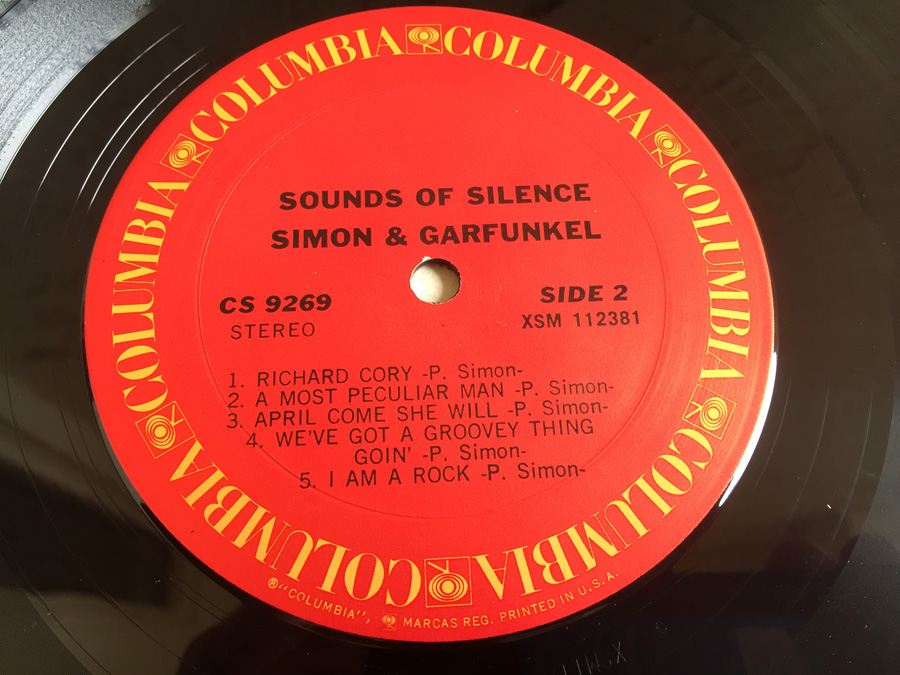 COLUMBIA COLUMBIA COLUMBIA COLUMBIA COLUMBIA COLUMBIA COLUMBIA
SOUNDS OF SILENCE
SIMON & GARFUNKEL
CS 9269
STEREO
SIDE 2
XSM 112381
1. RICHARD CORY -P. Simon-
2. A MOST PECULIAR MAN -P. Simon-
3. APRIL COME SHE WILL -P. Simon-
4. WE'VE GOT A GROOVEY THING
GOIN' -P. Simon-
5. I AM A ROCK -P. Simon-
® "COLUMBIA", MARCAS REG. PRINTED IN U.S.A.